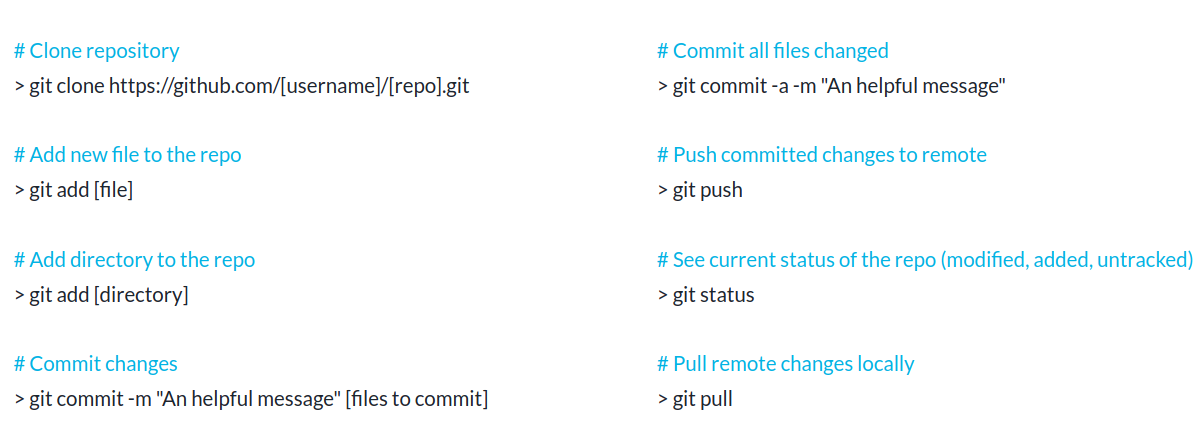 # Clone repository
> git clone https://github.com/[username]/[repo].git
# Add new file to the repo
> git add [file]
# Add directory to the repo
> git add [directory]
# Commit changes
> git commit -m "An helpful message" [files to commit]
# Commit all files changed
> git commit -a -m "An helpful message"
# Push committed changes to remote
> git push
# See current status of the repo (modified, added, untracked)
> git status
# Pull remote changes locally
> git pull